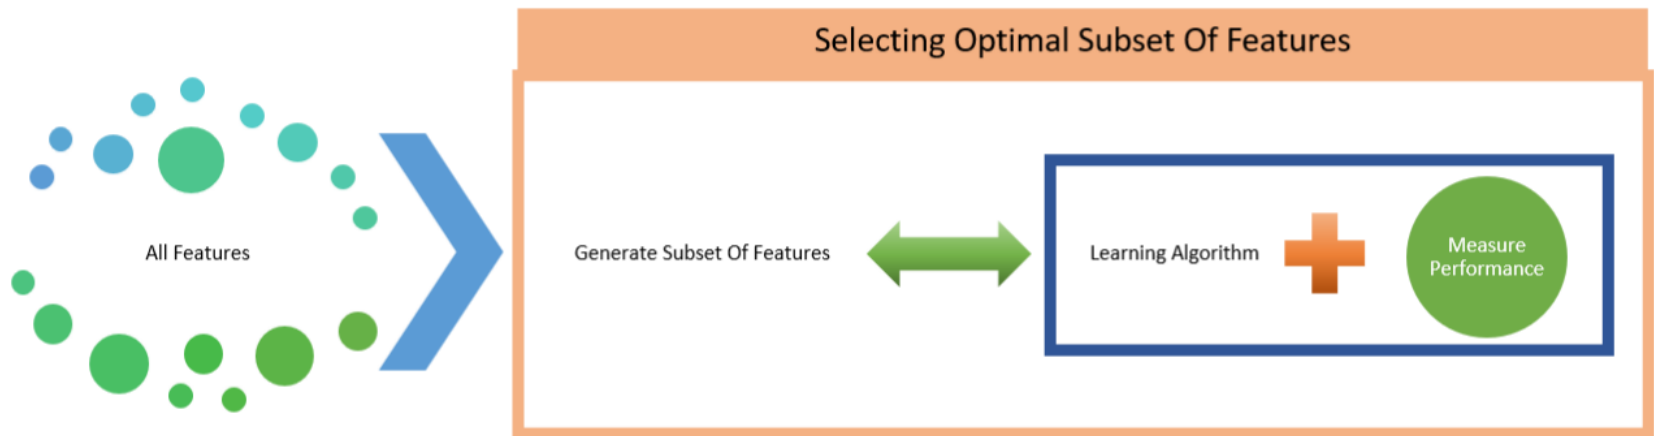 Selecting Optimal Subset Of Features
All Features
Generate Subset Of Features
Learning Algorithm
Measure
Performance